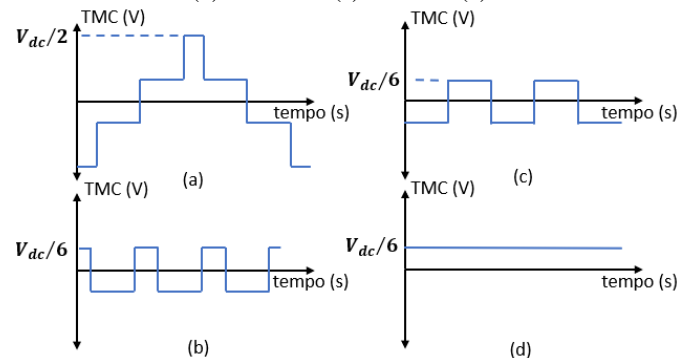 TMC (V)
V_dc/2
tempo (s)
(a)
TMC (V)
V_dc/6
tempo (s)
(c)
TMC (V)
V_dc/6
tempo (s)
(b)
TMC (V)
V_dc/6
tempo (s)
(d)